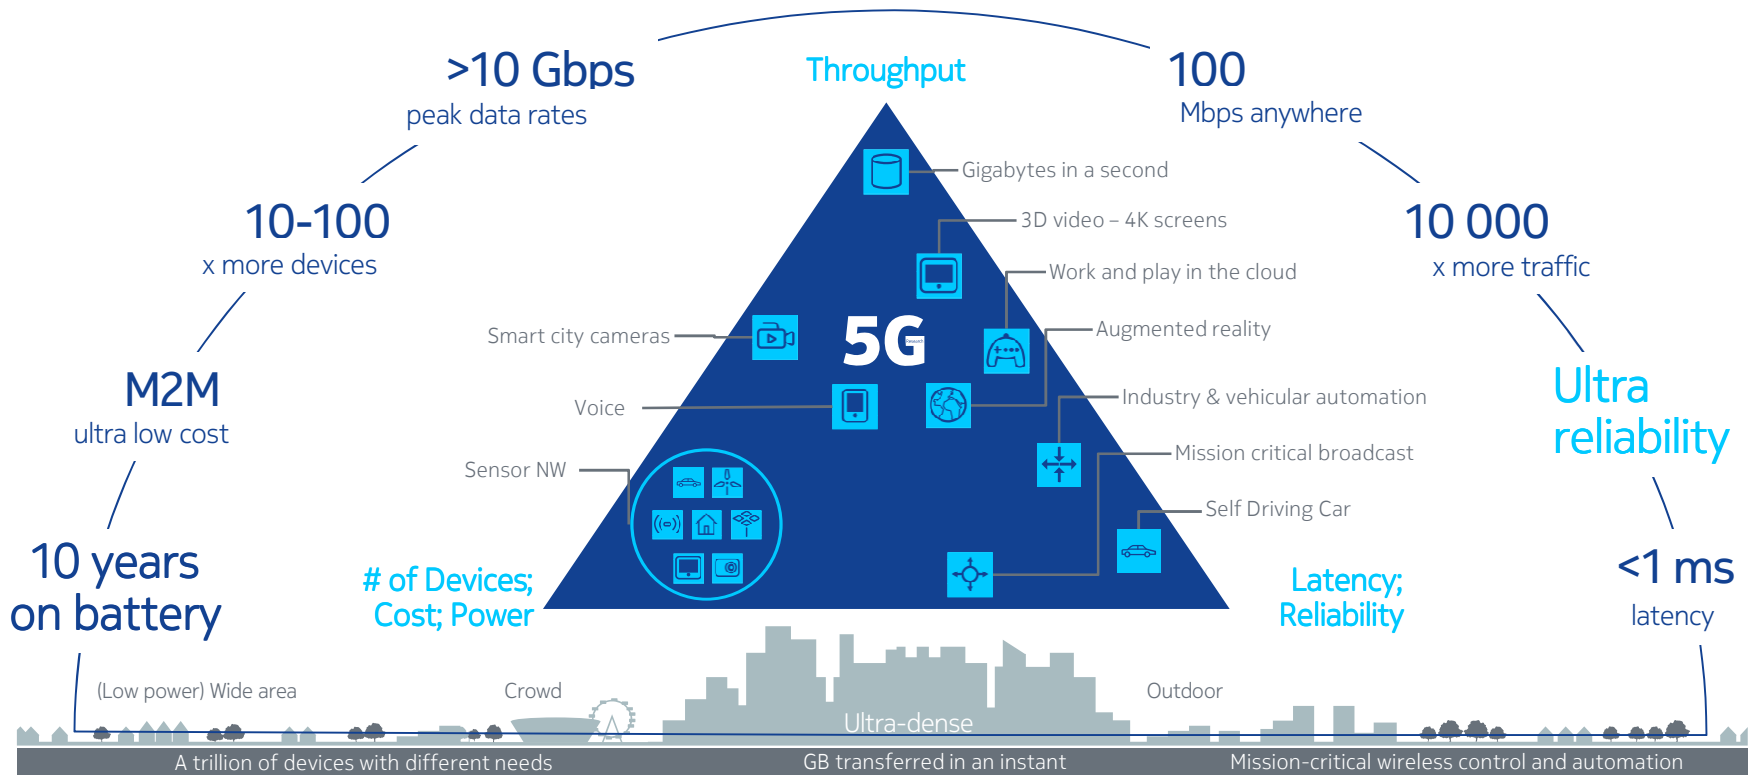 >10 Gbps
peak data rates
Throughput
100
Mbps anywhere
Gigabytes in a second
10-100
x more devices
3D video – 4K screens
10 000
x more traffic
Work and play in the cloud
Smart city cameras
5G
Research
Augmented reality
M2M
ultra low cost
Voice
Industry & vehicular automation
Ultra
reliability
Sensor NW
Mission critical broadcast
Self Driving Car
10 years
on battery
# of Devices;
Cost; Power
Latency;
Reliability
<1 ms
latency
(Low power) Wide area
Crowd
Ultra-dense
Outdoor
A trillion of devices with different needs
GB transferred in an instant
Mission-critical wireless control and automation